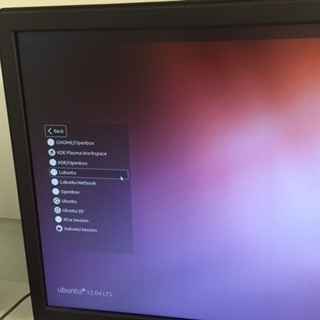 Back
GNOME/Openbox
KDE Plasma Workspace
KDE/Openbox
Lubuntu
Lubuntu Netbook
Openbox
Ubuntu
Ubuntu 2D
Xfce Session
Xubuntu Session
ubuntu® 12.04 LTS